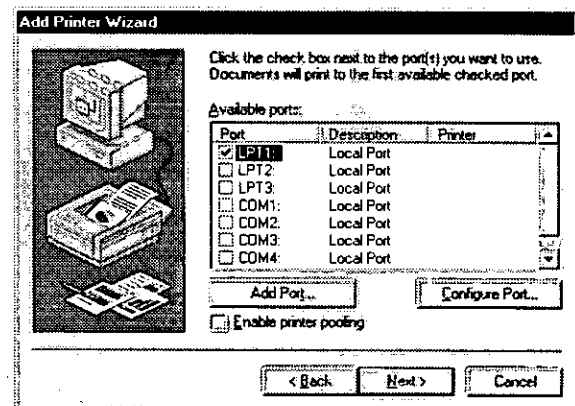 Add Printer Wizard
Click the check box next to the port(s) you want to use.
Documents will print to the first available checked port.
Available ports:
Port Description Printer
LPT1: Local Port
LPT2: Local Port
LPT3: Local Port
COM1: Local Port
COM2: Local Port
COM3: Local Port
COM4: Local Port
Add Port... Configure Port...
Enable printer pooling
< Back Next > Cancel